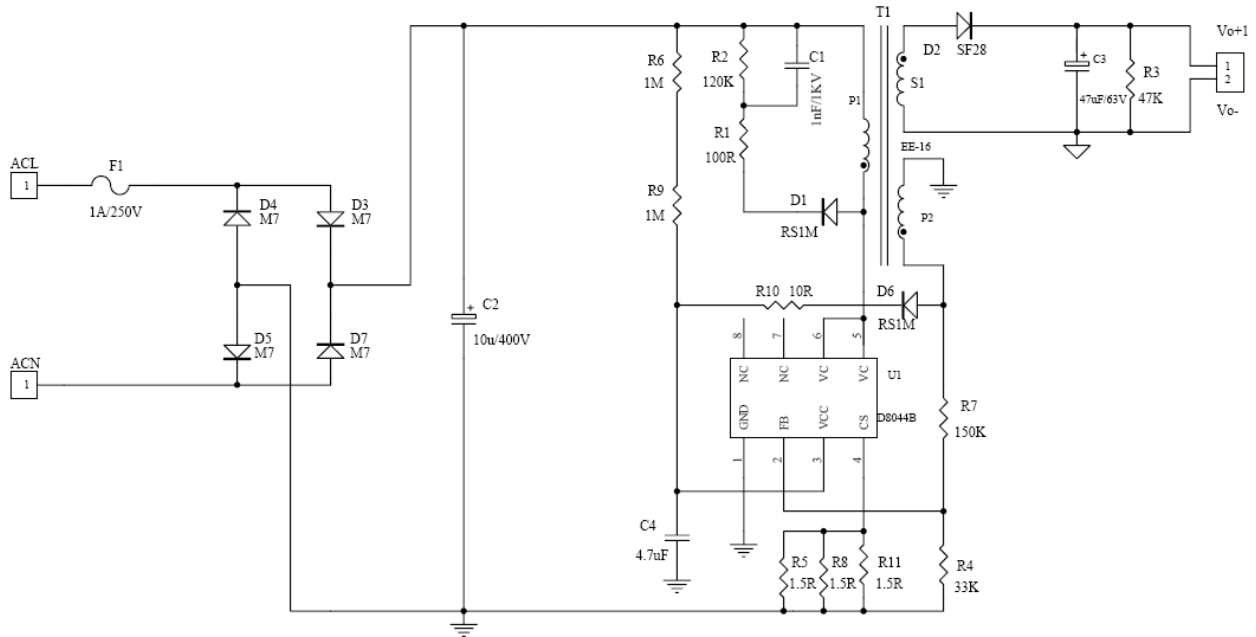 T1
D2
SF28
Vo+1
C3
47uF/63V
R3
47K
1
2
Vo-
S1
P1
R6
1M
R2
120K
C1
1nF/1KV
R1
100R
EE-16
P2
ACL
1
F1
1A/250V
D4
M7
D3
M7
R9
1M
D1
RS1M
R10 10R
D6
RS1M
C2
10u/400V
D5
M7
D7
M7
ACN
1
8
7
6
5
NC
NC
VC
VC
U1
D8044B
GND
FB
VCC
CS
1
2
3
4
R7
150K
C4
4.7uF
R5
1.5R
R8
1.5R
R11
1.5R
R4
33K